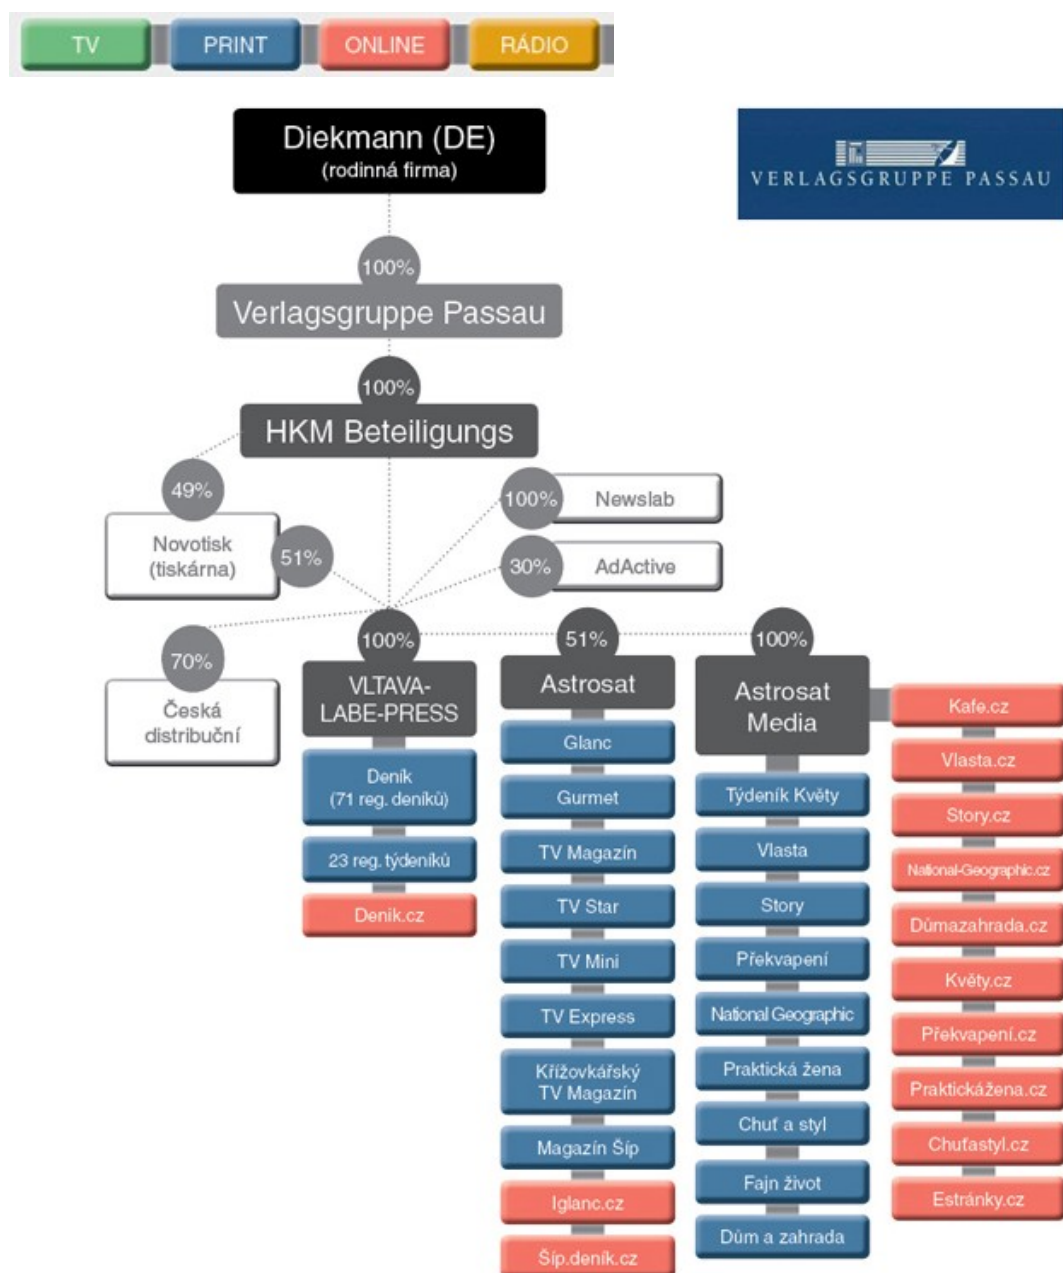 TV
PRINT
ONLINE
RÁDIO
Diekmann (DE)
(rodinná firma)
VERLAGSGRUPPE PASSAU
100%
Verlagsgruppe Passau
100%
HKM Beteiligungs
49%
Novotisk
(tiskárna)
51%
100%
Newslab
30%
AdActive
70%
Česká
distribuční
100%
VLTAVA-
LABE-PRESS
Deník
(71 reg. deníků)
23 reg. týdeníků
Denik.cz
51%
Astrosat
Glanc
Gurmet
TV Magazín
TV Star
TV Mini
TV Express
Křížovkářský
TV Magazín
Magazín Šíp
Iglanc.cz
Šíp.deník.cz
100%
Astrosat
Media
Týdeník Květy
Vlasta
Story
Překvapení
National Geographic
Praktická žena
Chuť a styl
Fajn život
Dům a zahrada
Kafe.cz
Vlasta.cz
Story.cz
National-Geographic.cz
Důmazahrada.cz
Květy.cz
Překvapení.cz
Praktickážena.cz
Chuťastyl.cz
Estránky.cz